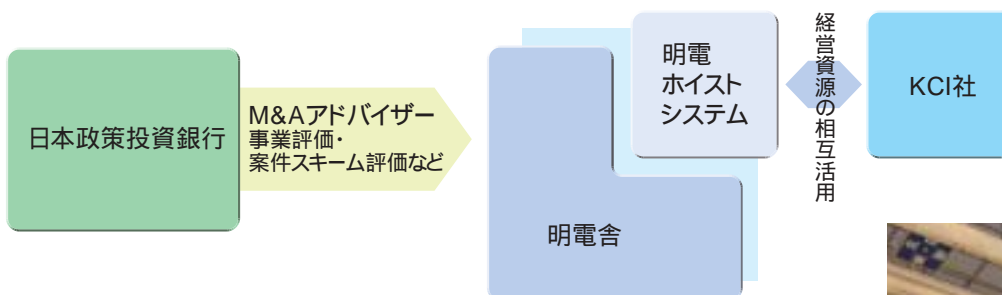 日本政策投資銀行
M&Aアドバイザー
事業評価・
案件スキーム評価など
明電
ホイスト
システム
明電舎
経営資源の相互活用
KCI社